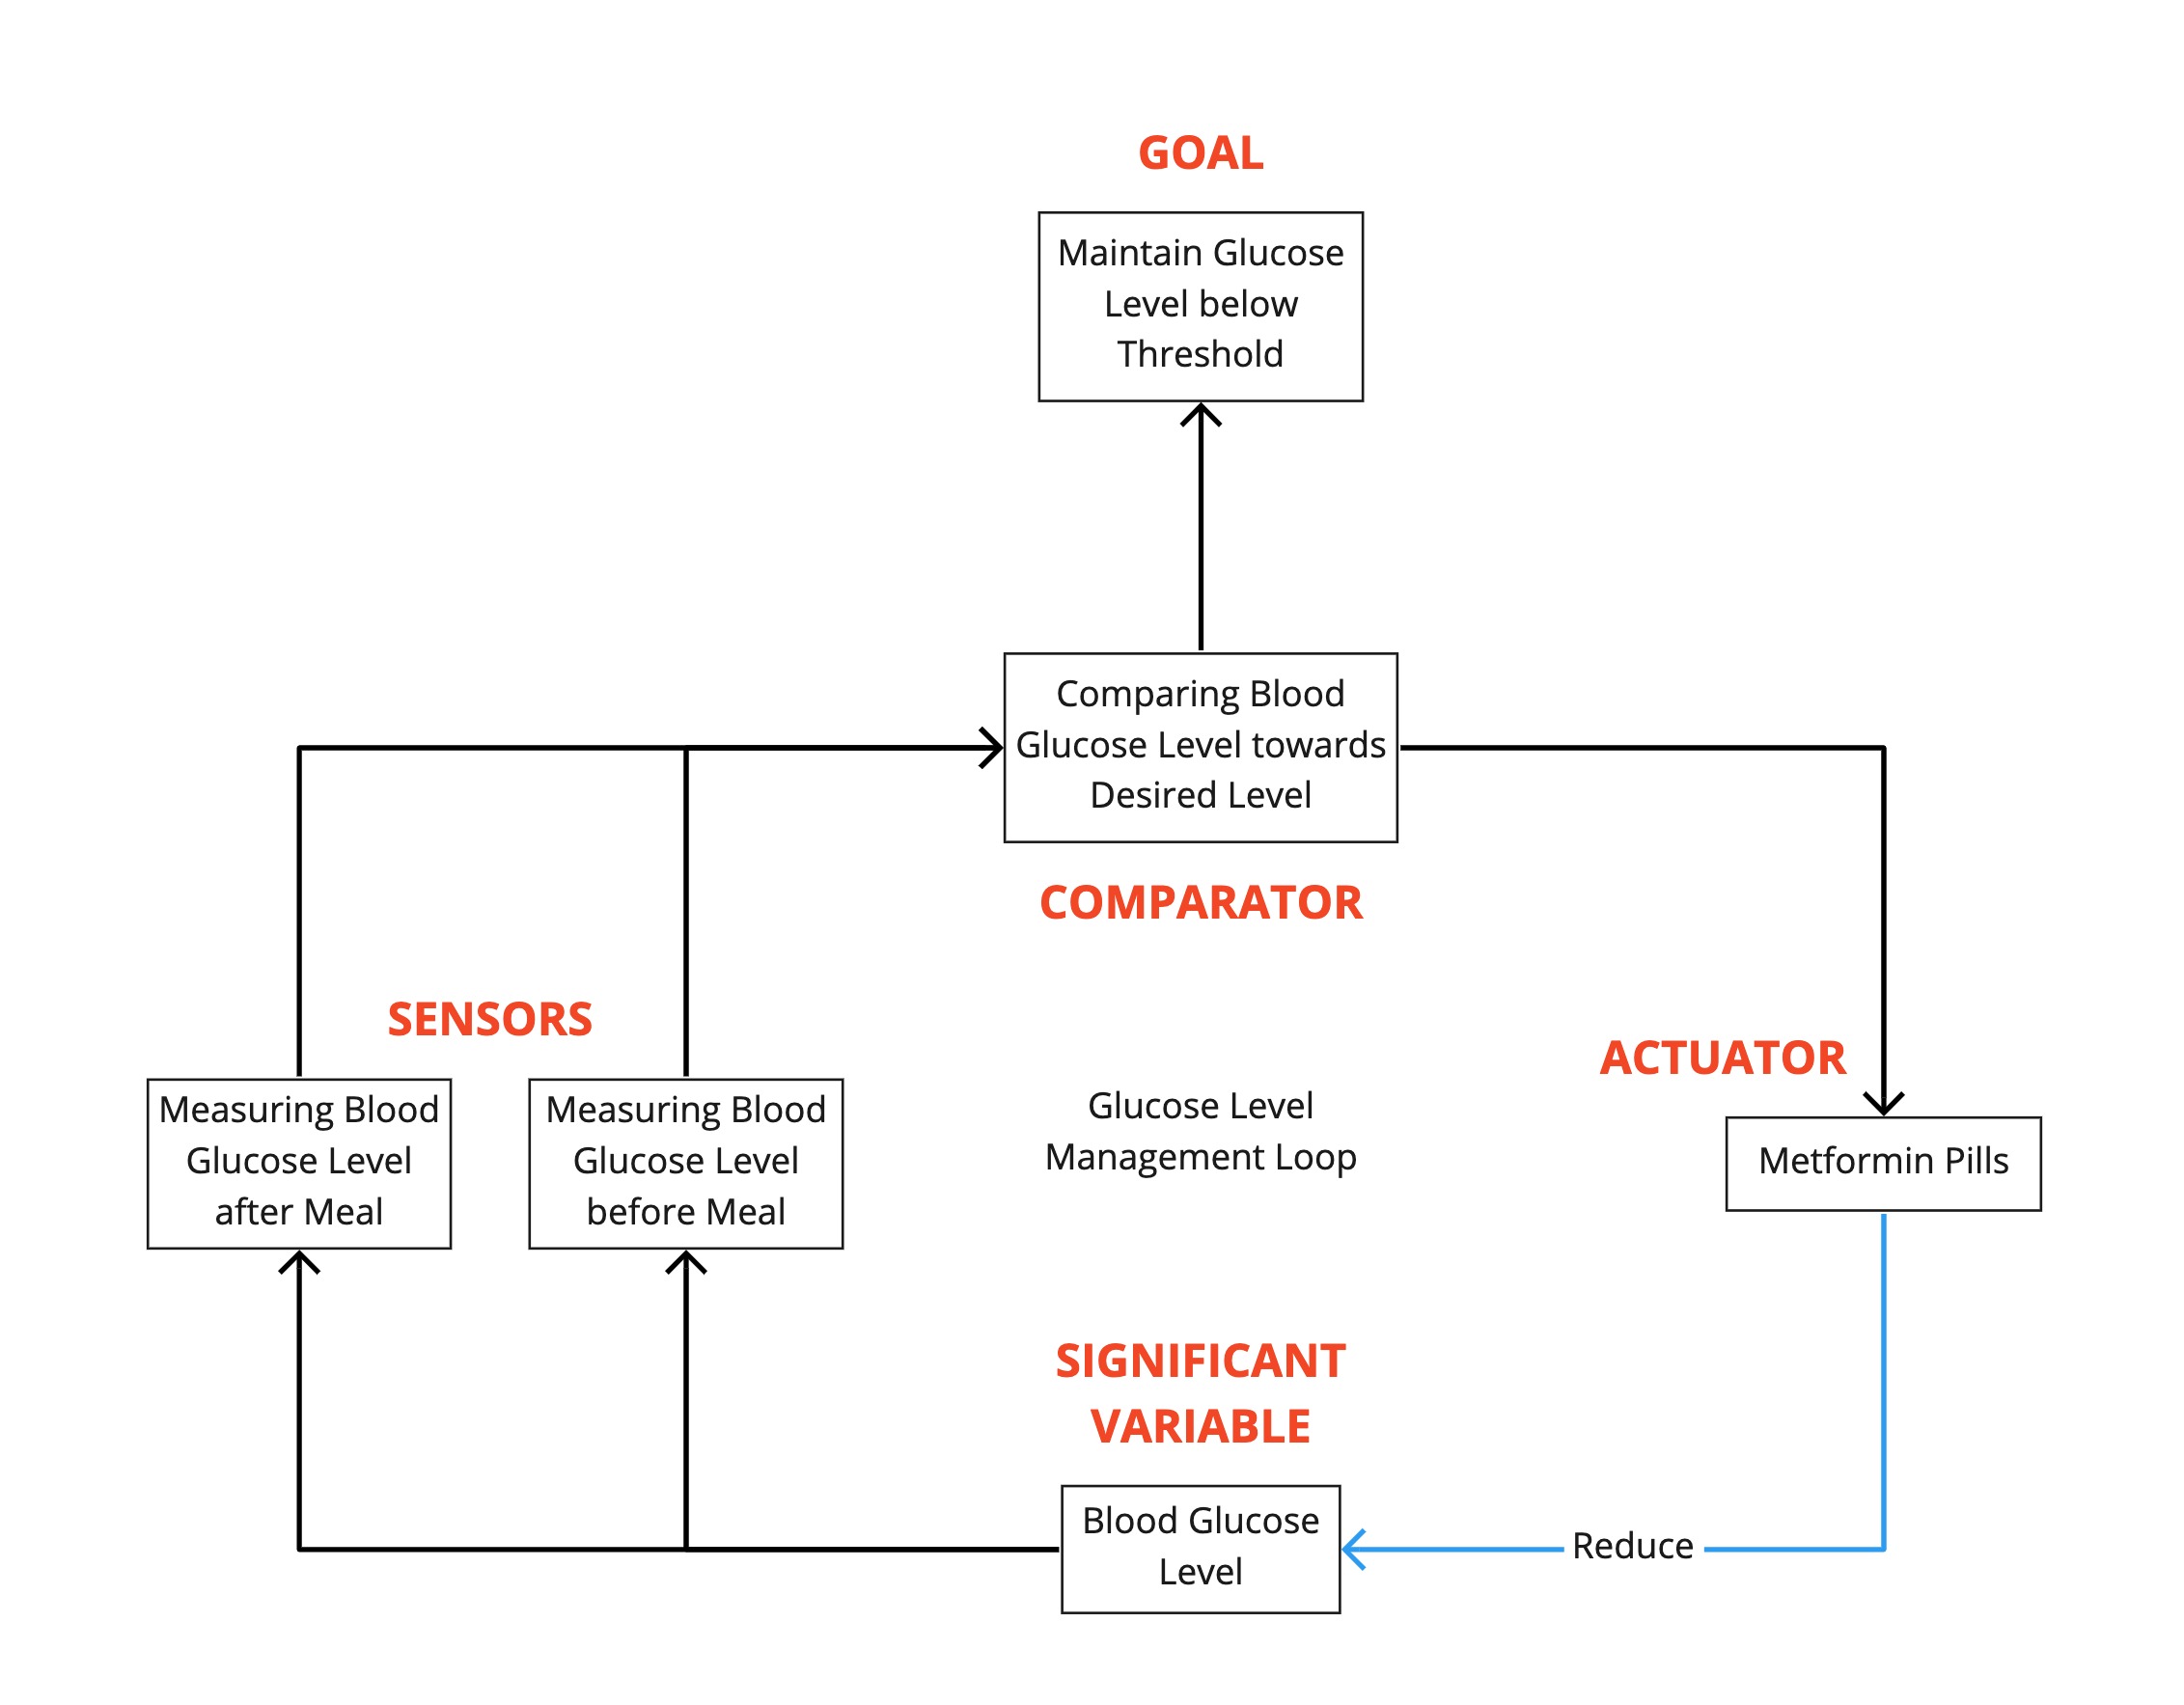 GOAL
Maintain Glucose
Level below
Threshold
Comparing Blood
Glucose Level towards
Desired Level
COMPARATOR
SENSORS
ACTUATOR
Measuring Blood
Glucose Level
after Meal
Measuring Blood
Glucose Level
before Meal
Glucose Level
Management Loop
Metformin Pills
SIGNIFICANT
VARIABLE
Blood Glucose
Level
Reduce